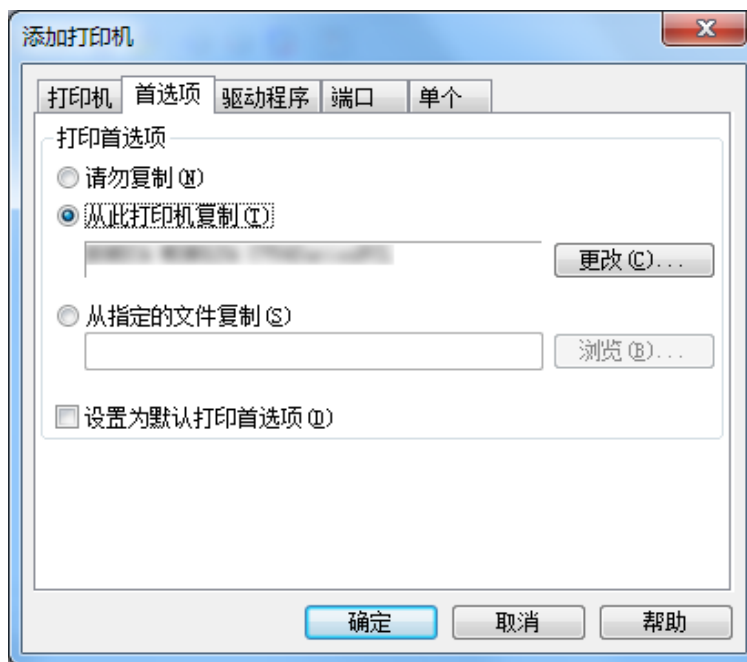 添加打印机
打印机 首选项 驱动程序 端口 单个
打印首选项
请勿复制(N)
从此打印机复制(T)
更改(C)...
从指定的文件复制(S)
浏览(B)...
设置为默认打印首选项(D)
确定 取消 帮助